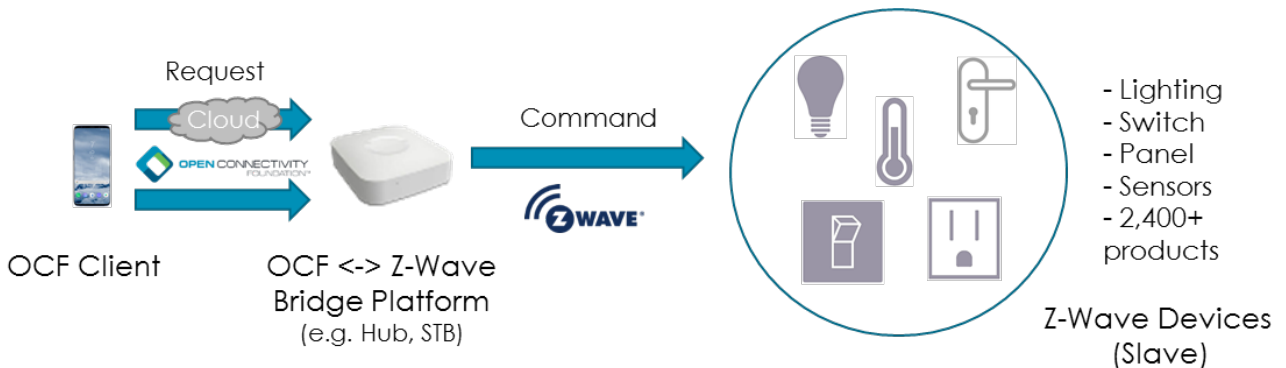 Request
Cloud
OPEN CONNECTIVITY
FOUNDATION™
OCF Client
OCF <-> Z-Wave
Bridge Platform
(e.g. Hub, STB)
Command
Z WAVE®
- Lighting
- Switch
- Panel
- Sensors
- 2,400+
products
Z-Wave Devices
(Slave)